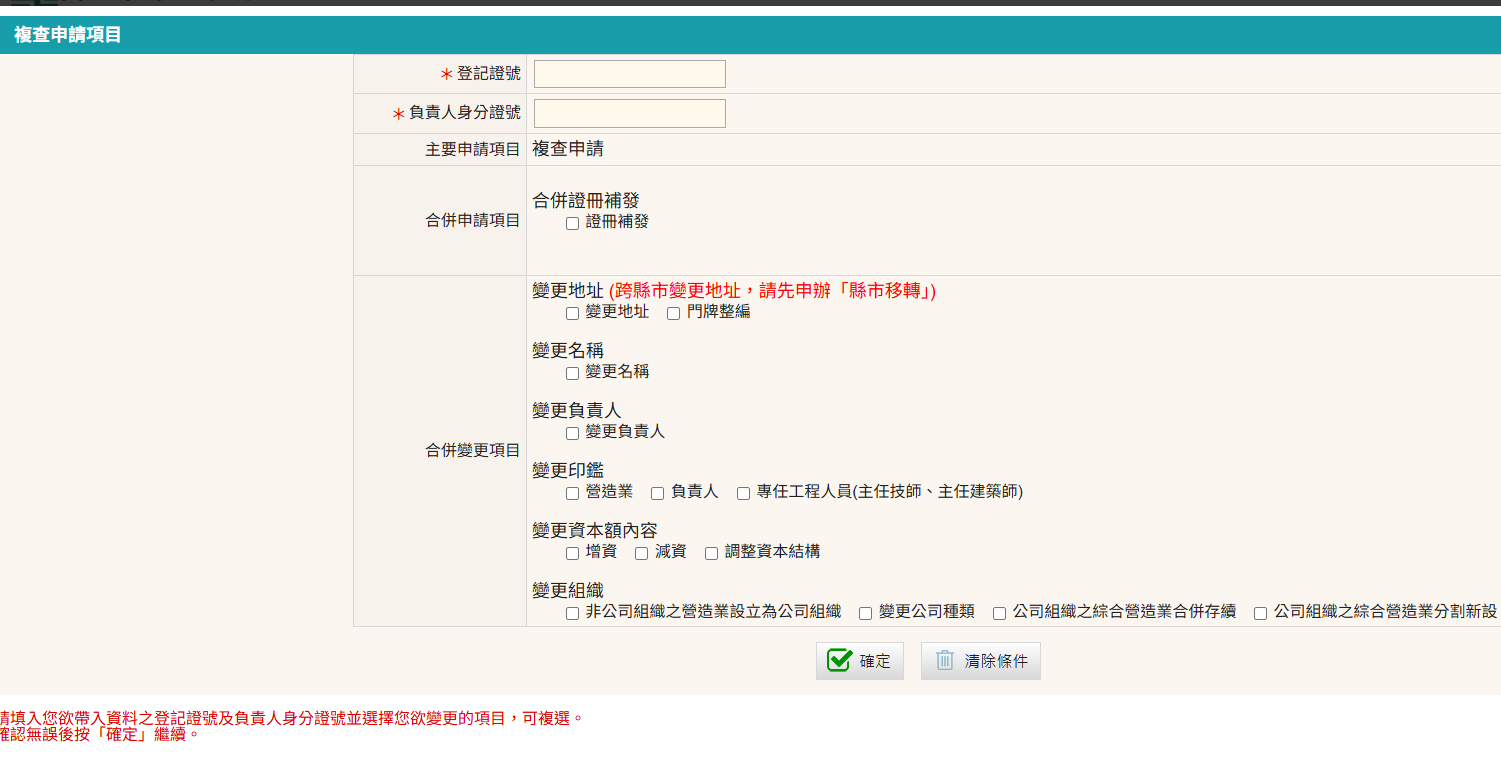 複查申請項目
＊登記證號
＊負責人身分證號
主要申請項目 複查申請
合併申請項目
合併證冊補發
證冊補發
合併變更項目
變更地址 (跨縣市變更地址，請先申辦「縣市移轉」)
變更地址 門牌整編
變更名稱
變更名稱
變更負責人
變更負責人
變更印鑑
營造業 負責人 專任工程人員(主任技師、主任建築師)
變更資本額內容
增資 減資 調整資本結構
變更組織
非公司組織之營造業設立為公司組織 變更公司種類 公司組織之綜合營造業合併存續 公司組織之綜合營造業分割新設
確定 清除條件
請填入您欲帶入資料之登記證號及負責人身分證號並選擇您欲變更的項目，可複選。
確認無誤後按「確定」繼續。